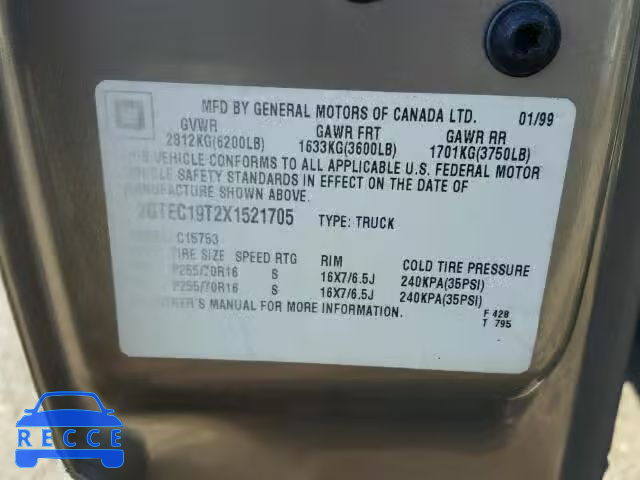 MFD BY GENERAL MOTORS OF CANADA LTD. 01/99
GVWR GAWR FRT GAWR RR
2812KG(6200LB) 1633KG(3600LB) 1701KG(3750LB)
VEHICLE CONFORMS TO ALL APPLICABLE U.S. FEDERAL MOTOR
VEHICLE SAFETY STANDARDS IN EFFECT ON THE DATE OF
MANUFACTURE SHOWN ABOVE.
2GTEC19T2X1521705 TYPE: TRUCK
C15753
TIRE SIZE SPEED RTG RIM COLD TIRE PRESSURE
P255/70R16 S 16X7/6.5J 240KPA(35PSI)
P255/70R16 S 16X7/6.5J 240KPA(35PSI)
OWNER'S MANUAL FOR MORE INFORMATION.
F 428
T 795
RECCE